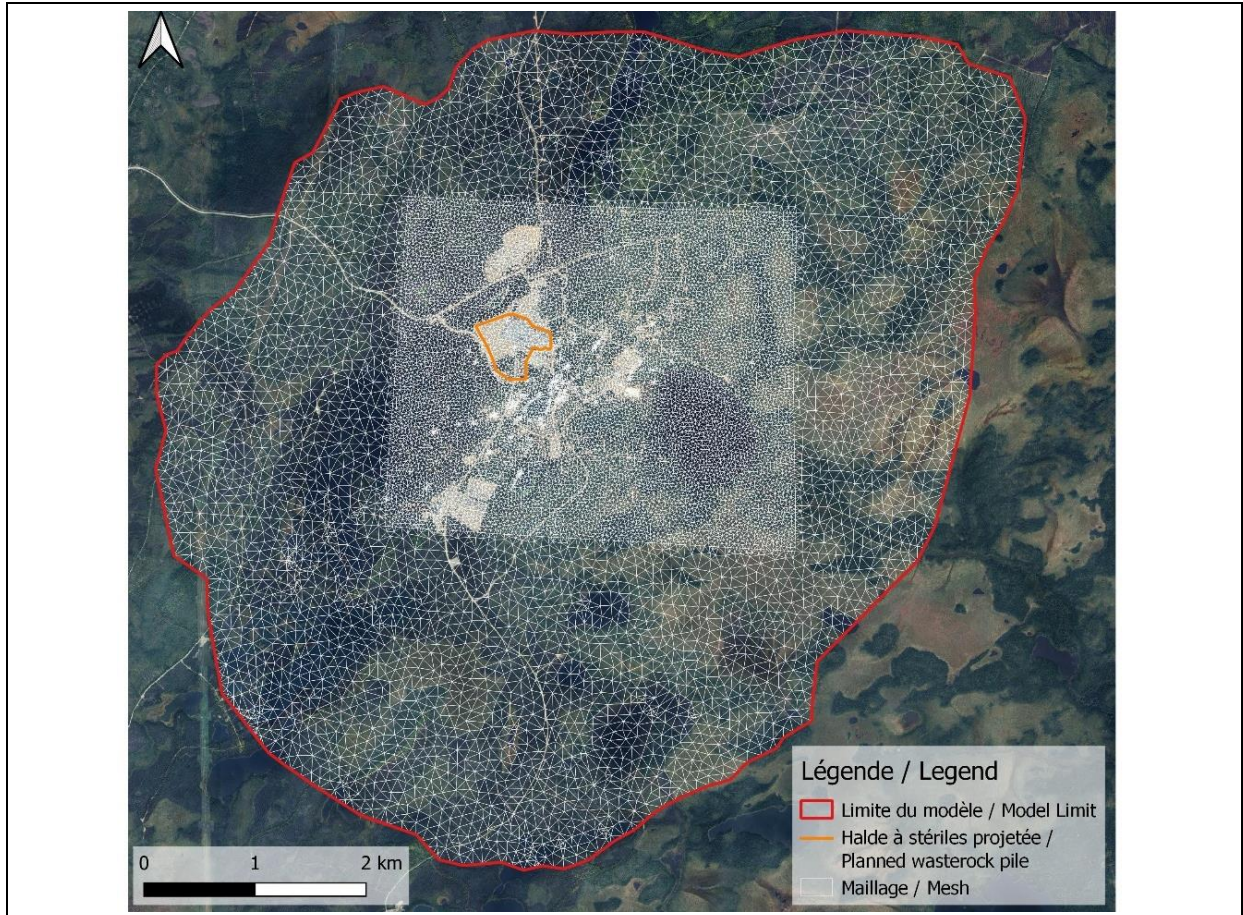 Légende / Legend
Limite du modèle / Model Limit
Halde à stériles projetée /
Planned wasterock pile
Maillage / Mesh
0 1 2 km